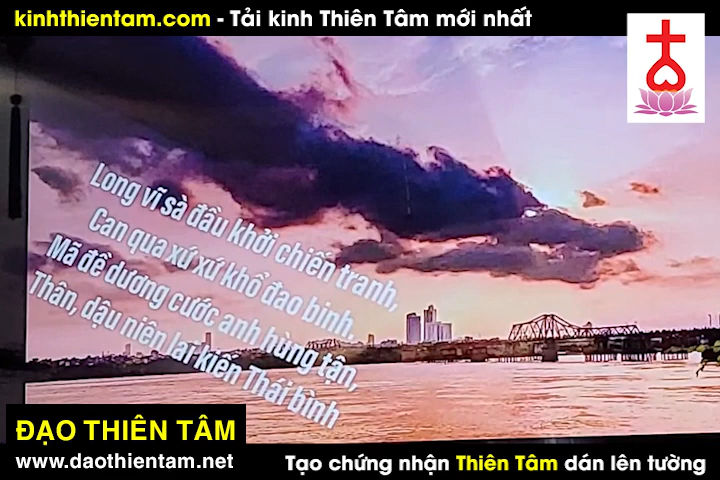 kinhthientam.com - Tải kinh Thiên Tâm mới nhất
Long vĩ sà đầu khởi chiến tranh,
Can qua xứ xứ khổ đao binh.
Mã đề dương cước anh hùng tận,
Thân, dậu niên lai kiến Thái bình
ĐẠO THIÊN TÂM
www.daothientam.net
Tạo chứng nhận Thiên Tâm dán lên tường